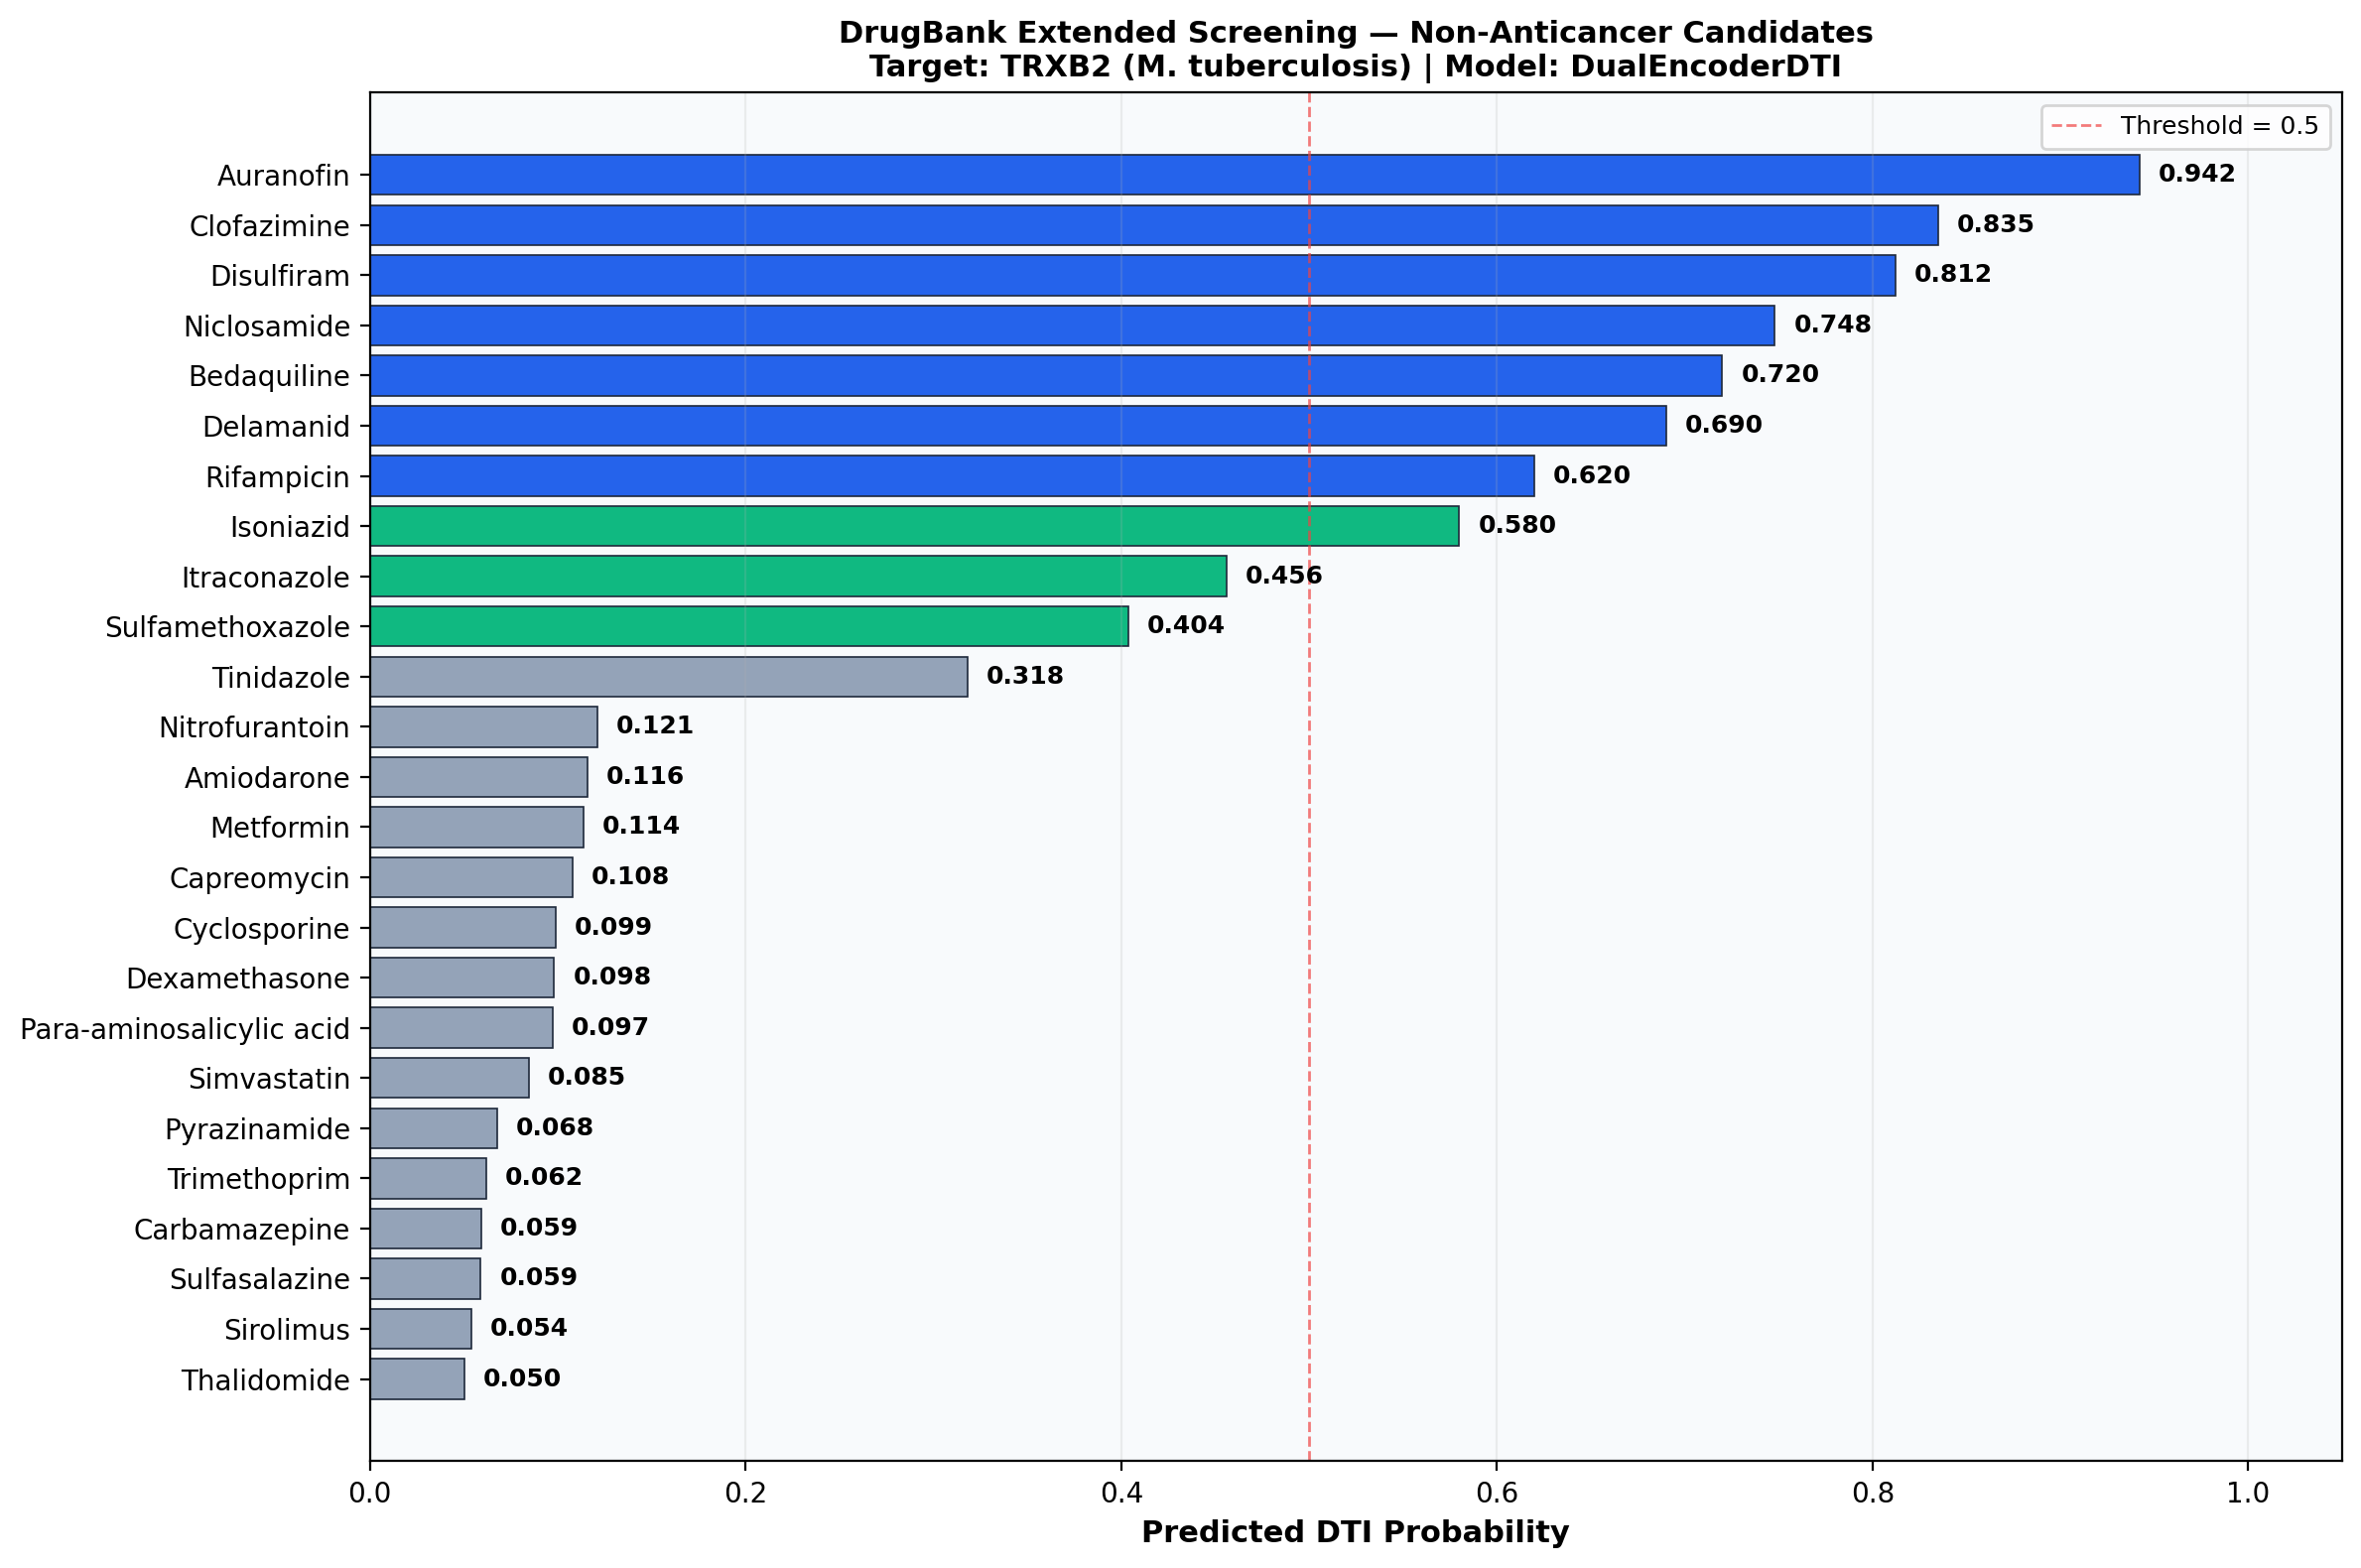 DrugBank Extended Screening — Non-Anticancer Candidates
Target: TRXB2 (M. tuberculosis) | Model: DualEncoderDTI
Threshold = 0.5
Auranofin 0.942
Clofazimine 0.835
Disulfiram 0.812
Niclosamide 0.748
Bedaquiline 0.720
Delamanid 0.690
Rifampicin 0.620
Isoniazid 0.580
Itraconazole 0.456
Sulfamethoxazole 0.404
Tinidazole 0.318
Nitrofurantoin 0.121
Amiodarone 0.116
Metformin 0.114
Capreomycin 0.108
Cyclosporine 0.099
Dexamethasone 0.098
Para-aminosalicylic acid 0.097
Simvastatin 0.085
Pyrazinamide 0.068
Trimethoprim 0.062
Carbamazepine 0.059
Sulfasalazine 0.059
Sirolimus 0.054
Thalidomide 0.050
0.0 0.2 0.4 0.6 0.8 1.0
Predicted DTI Probability